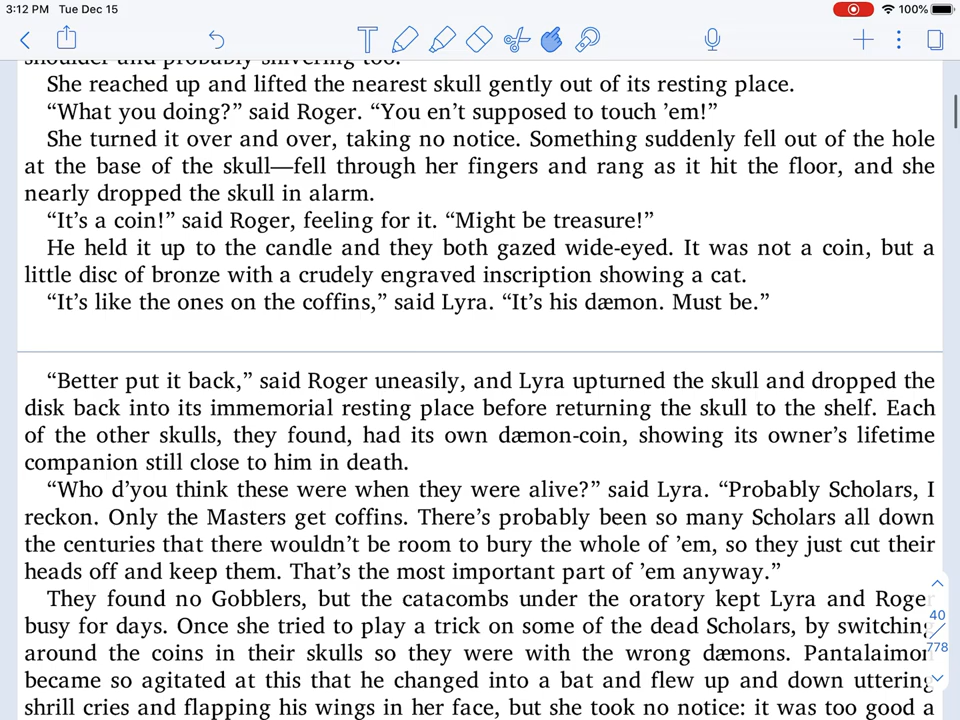 3:12 PM Tue Dec 15
100%
shoulder and probably shivering too.
She reached up and lifted the nearest skull gently out of its resting place.
“What you doing?” said Roger. “You en’t supposed to touch ’em!”
She turned it over and over, taking no notice. Something suddenly fell out of the hole
at the base of the skull—fell through her fingers and rang as it hit the floor, and she
nearly dropped the skull in alarm.
“It’s a coin!” said Roger, feeling for it. “Might be treasure!”
He held it up to the candle and they both gazed wide-eyed. It was not a coin, but a
little disc of bronze with a crudely engraved inscription showing a cat.
“It’s like the ones on the coffins,” said Lyra. “It’s his dæmon. Must be.”
“Better put it back,” said Roger uneasily, and Lyra upturned the skull and dropped the
disk back into its immemorial resting place before returning the skull to the shelf. Each
of the other skulls, they found, had its own dæmon-coin, showing its owner’s lifetime
companion still close to him in death.
“Who d’you think these were when they were alive?” said Lyra. “Probably Scholars, I
reckon. Only the Masters get coffins. There’s probably been so many Scholars all down
the centuries that there wouldn’t be room to bury the whole of ’em, so they just cut their
heads off and keep them. That’s the most important part of ’em anyway.”
They found no Gobblers, but the catacombs under the oratory kept Lyra and Roger
busy for days. Once she tried to play a trick on some of the dead Scholars, by switching
around the coins in their skulls so they were with the wrong dæmons. Pantalaimon
became so agitated at this that he changed into a bat and flew up and down uttering
shrill cries and flapping his wings in her face, but she took no notice: it was too good a
40
778